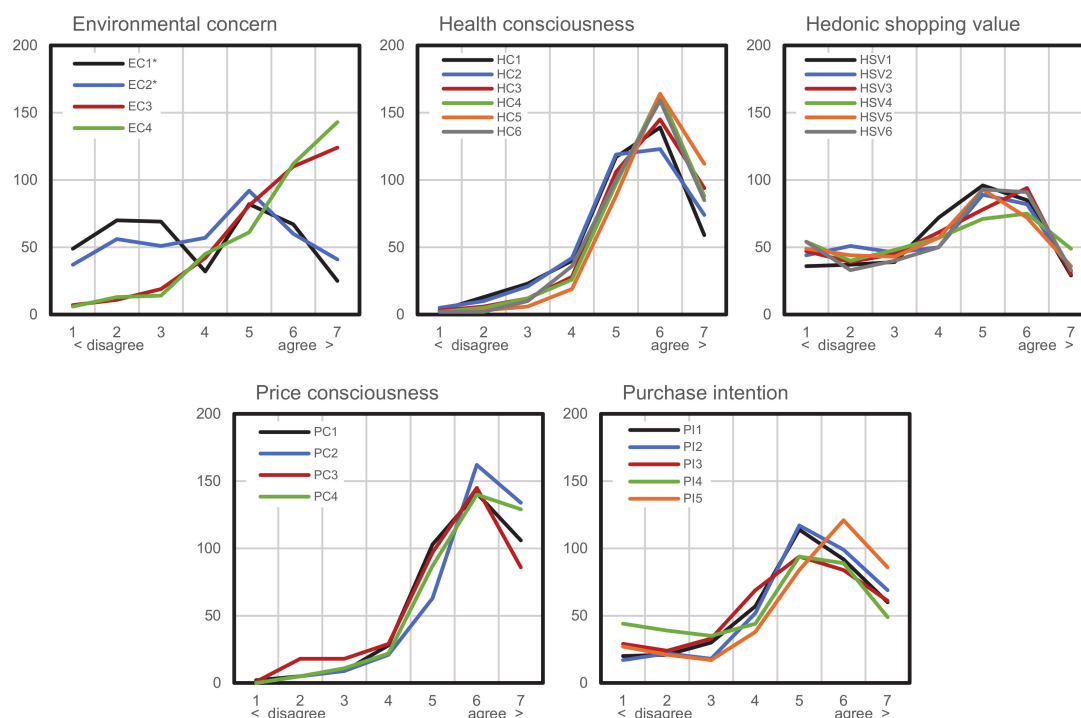 Environmental concern
200
150
100
50
0
EC1*
EC2*
EC3
EC4
1 2 3 4 5 6 7
< disagree agree >
Health consciousness
200
150
100
50
0
HC1
HC2
HC3
HC4
HC5
HC6
1 2 3 4 5 6 7
< disagree agree >
Hedonic shopping value
200
150
100
50
0
HSV1
HSV2
HSV3
HSV4
HSV5
HSV6
1 2 3 4 5 6 7
< disagree agree >
Price consciousness
200
150
100
50
0
PC1
PC2
PC3
PC4
1 2 3 4 5 6 7
< disagree agree >
Purchase intention
200
150
100
50
0
PI1
PI2
PI3
PI4
PI5
1 2 3 4 5 6 7
< disagree agree >